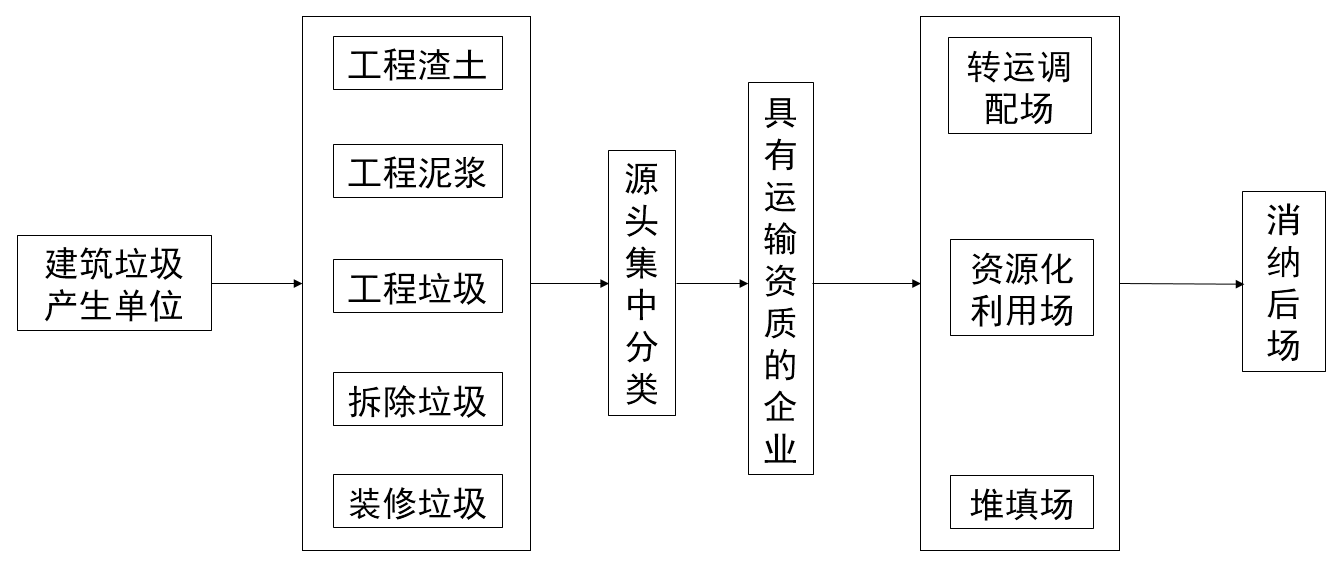 建筑垃圾
产生单位
工程渣土
工程泥浆
工程垃圾
拆除垃圾
装修垃圾
源头集中分类
具有运输资质的企业
转运调
配场
资源化
利用场
堆填场
消纳后场